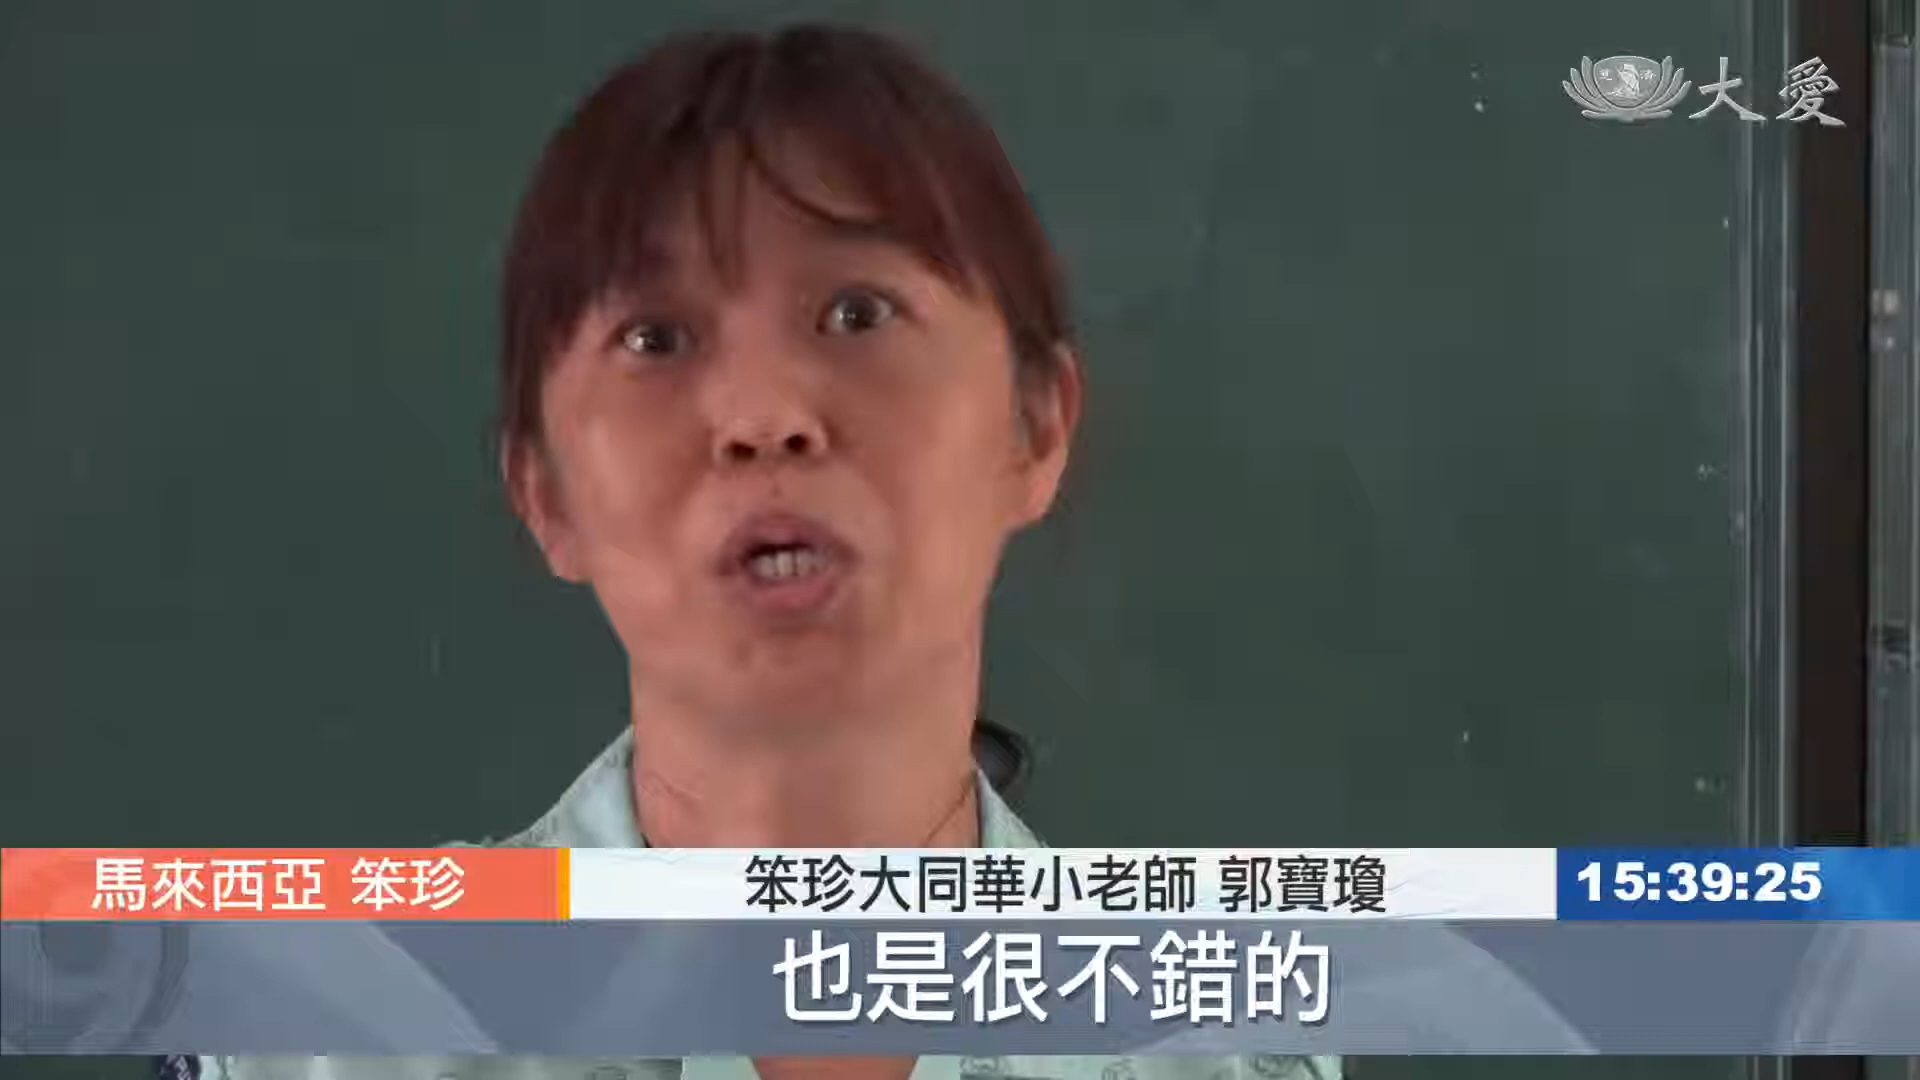 大愛
馬來西亞 笨珍
笨珍大同華小老師 郭寶瓊
15:39:25
也是很不錯的